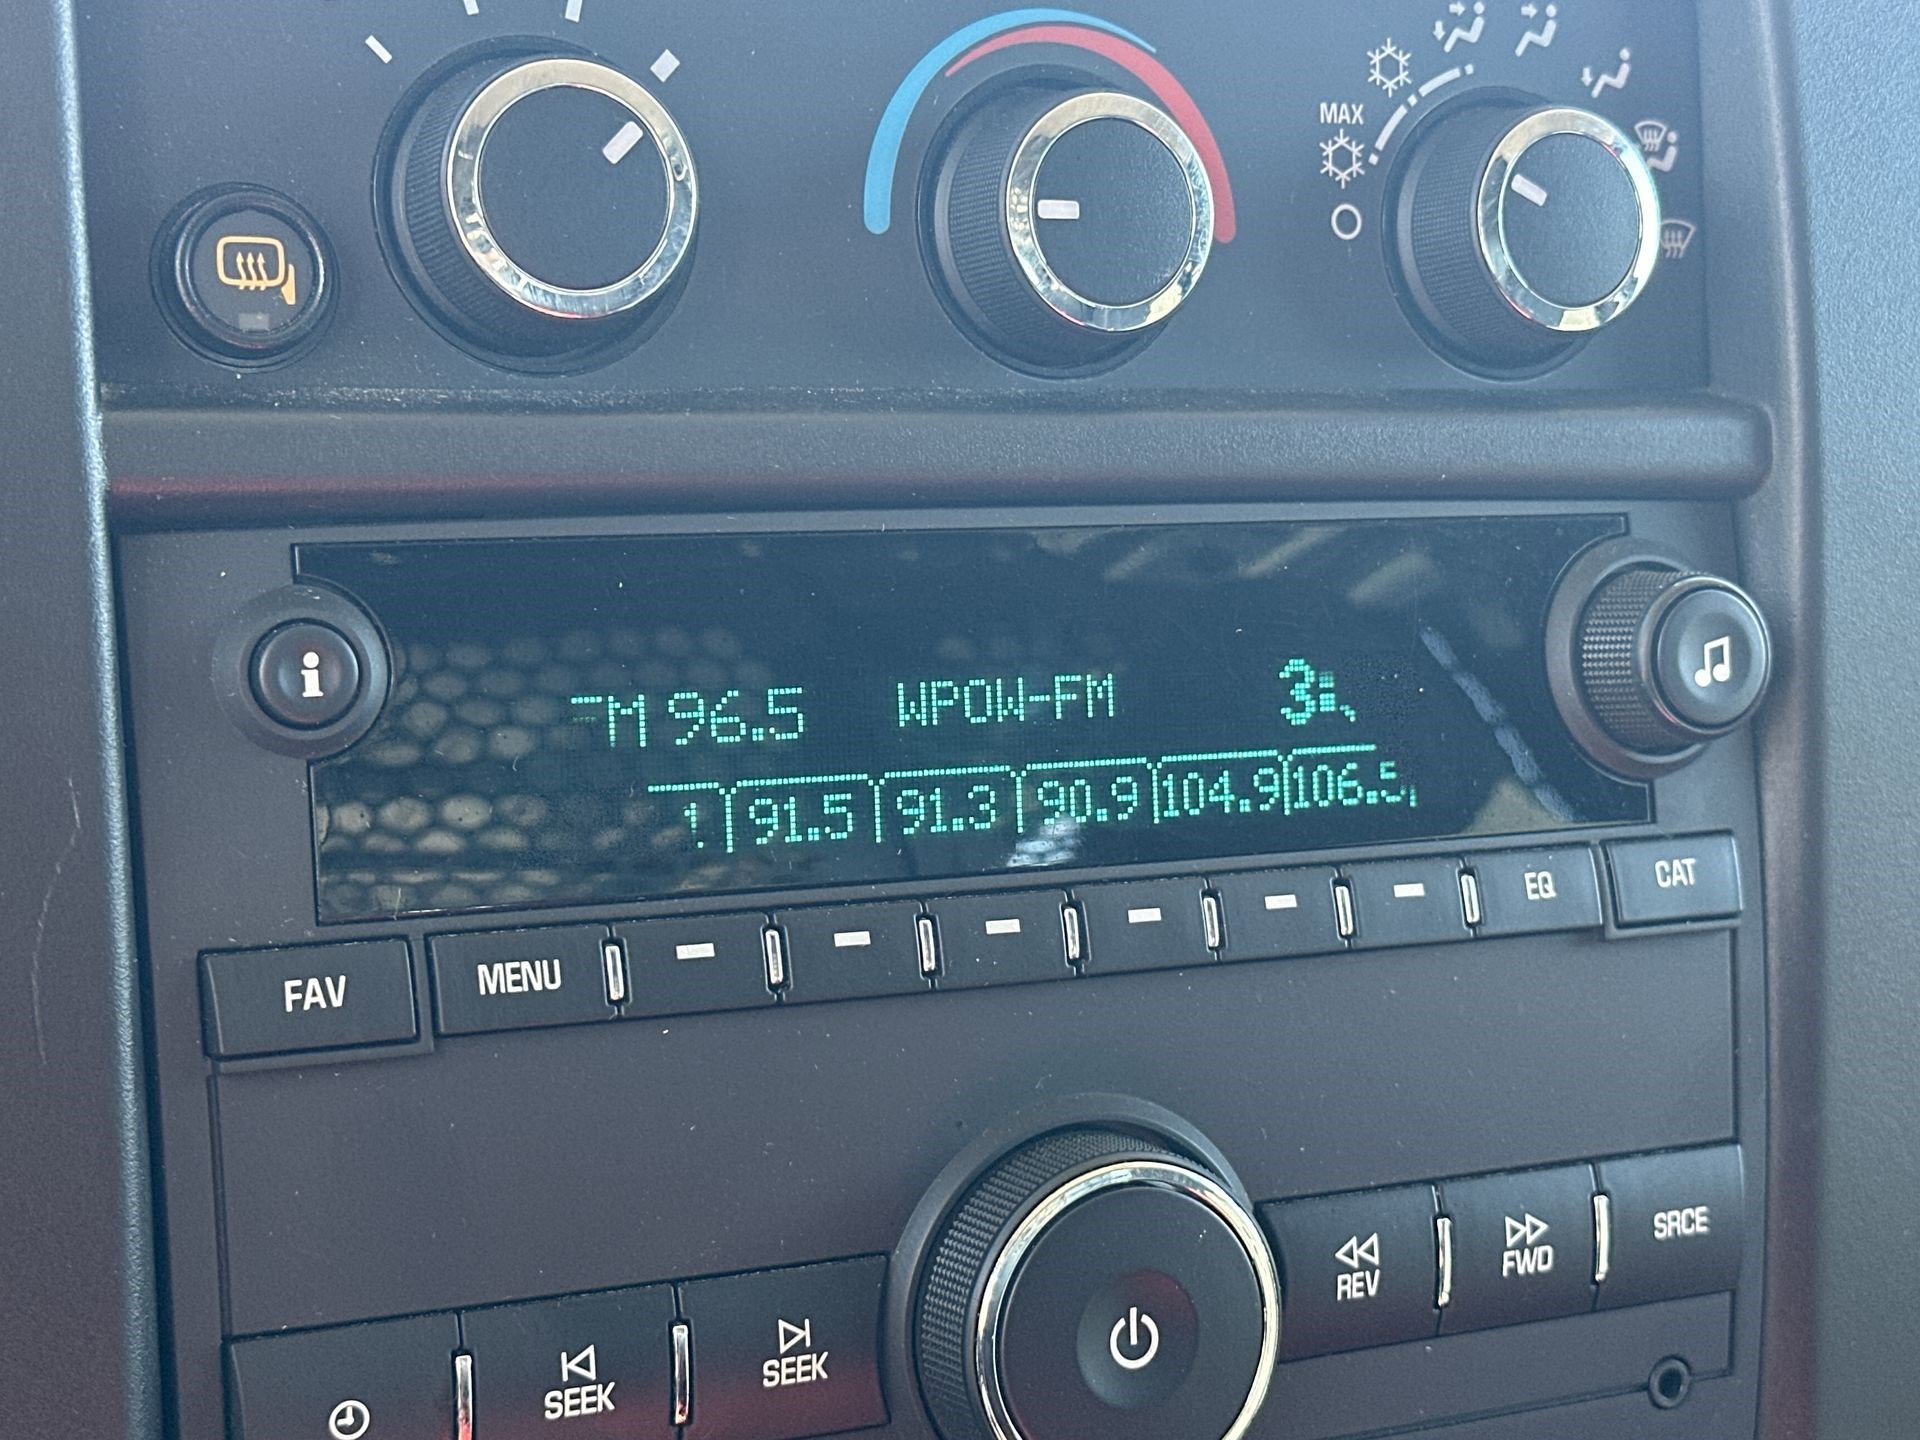 MAX
i
FM 96.5 WPOW-FM
91.5 91.3 90.9 104.9 106.5
FAV MENU EQ CAT
SEEK SEEK REV FWD SRCE